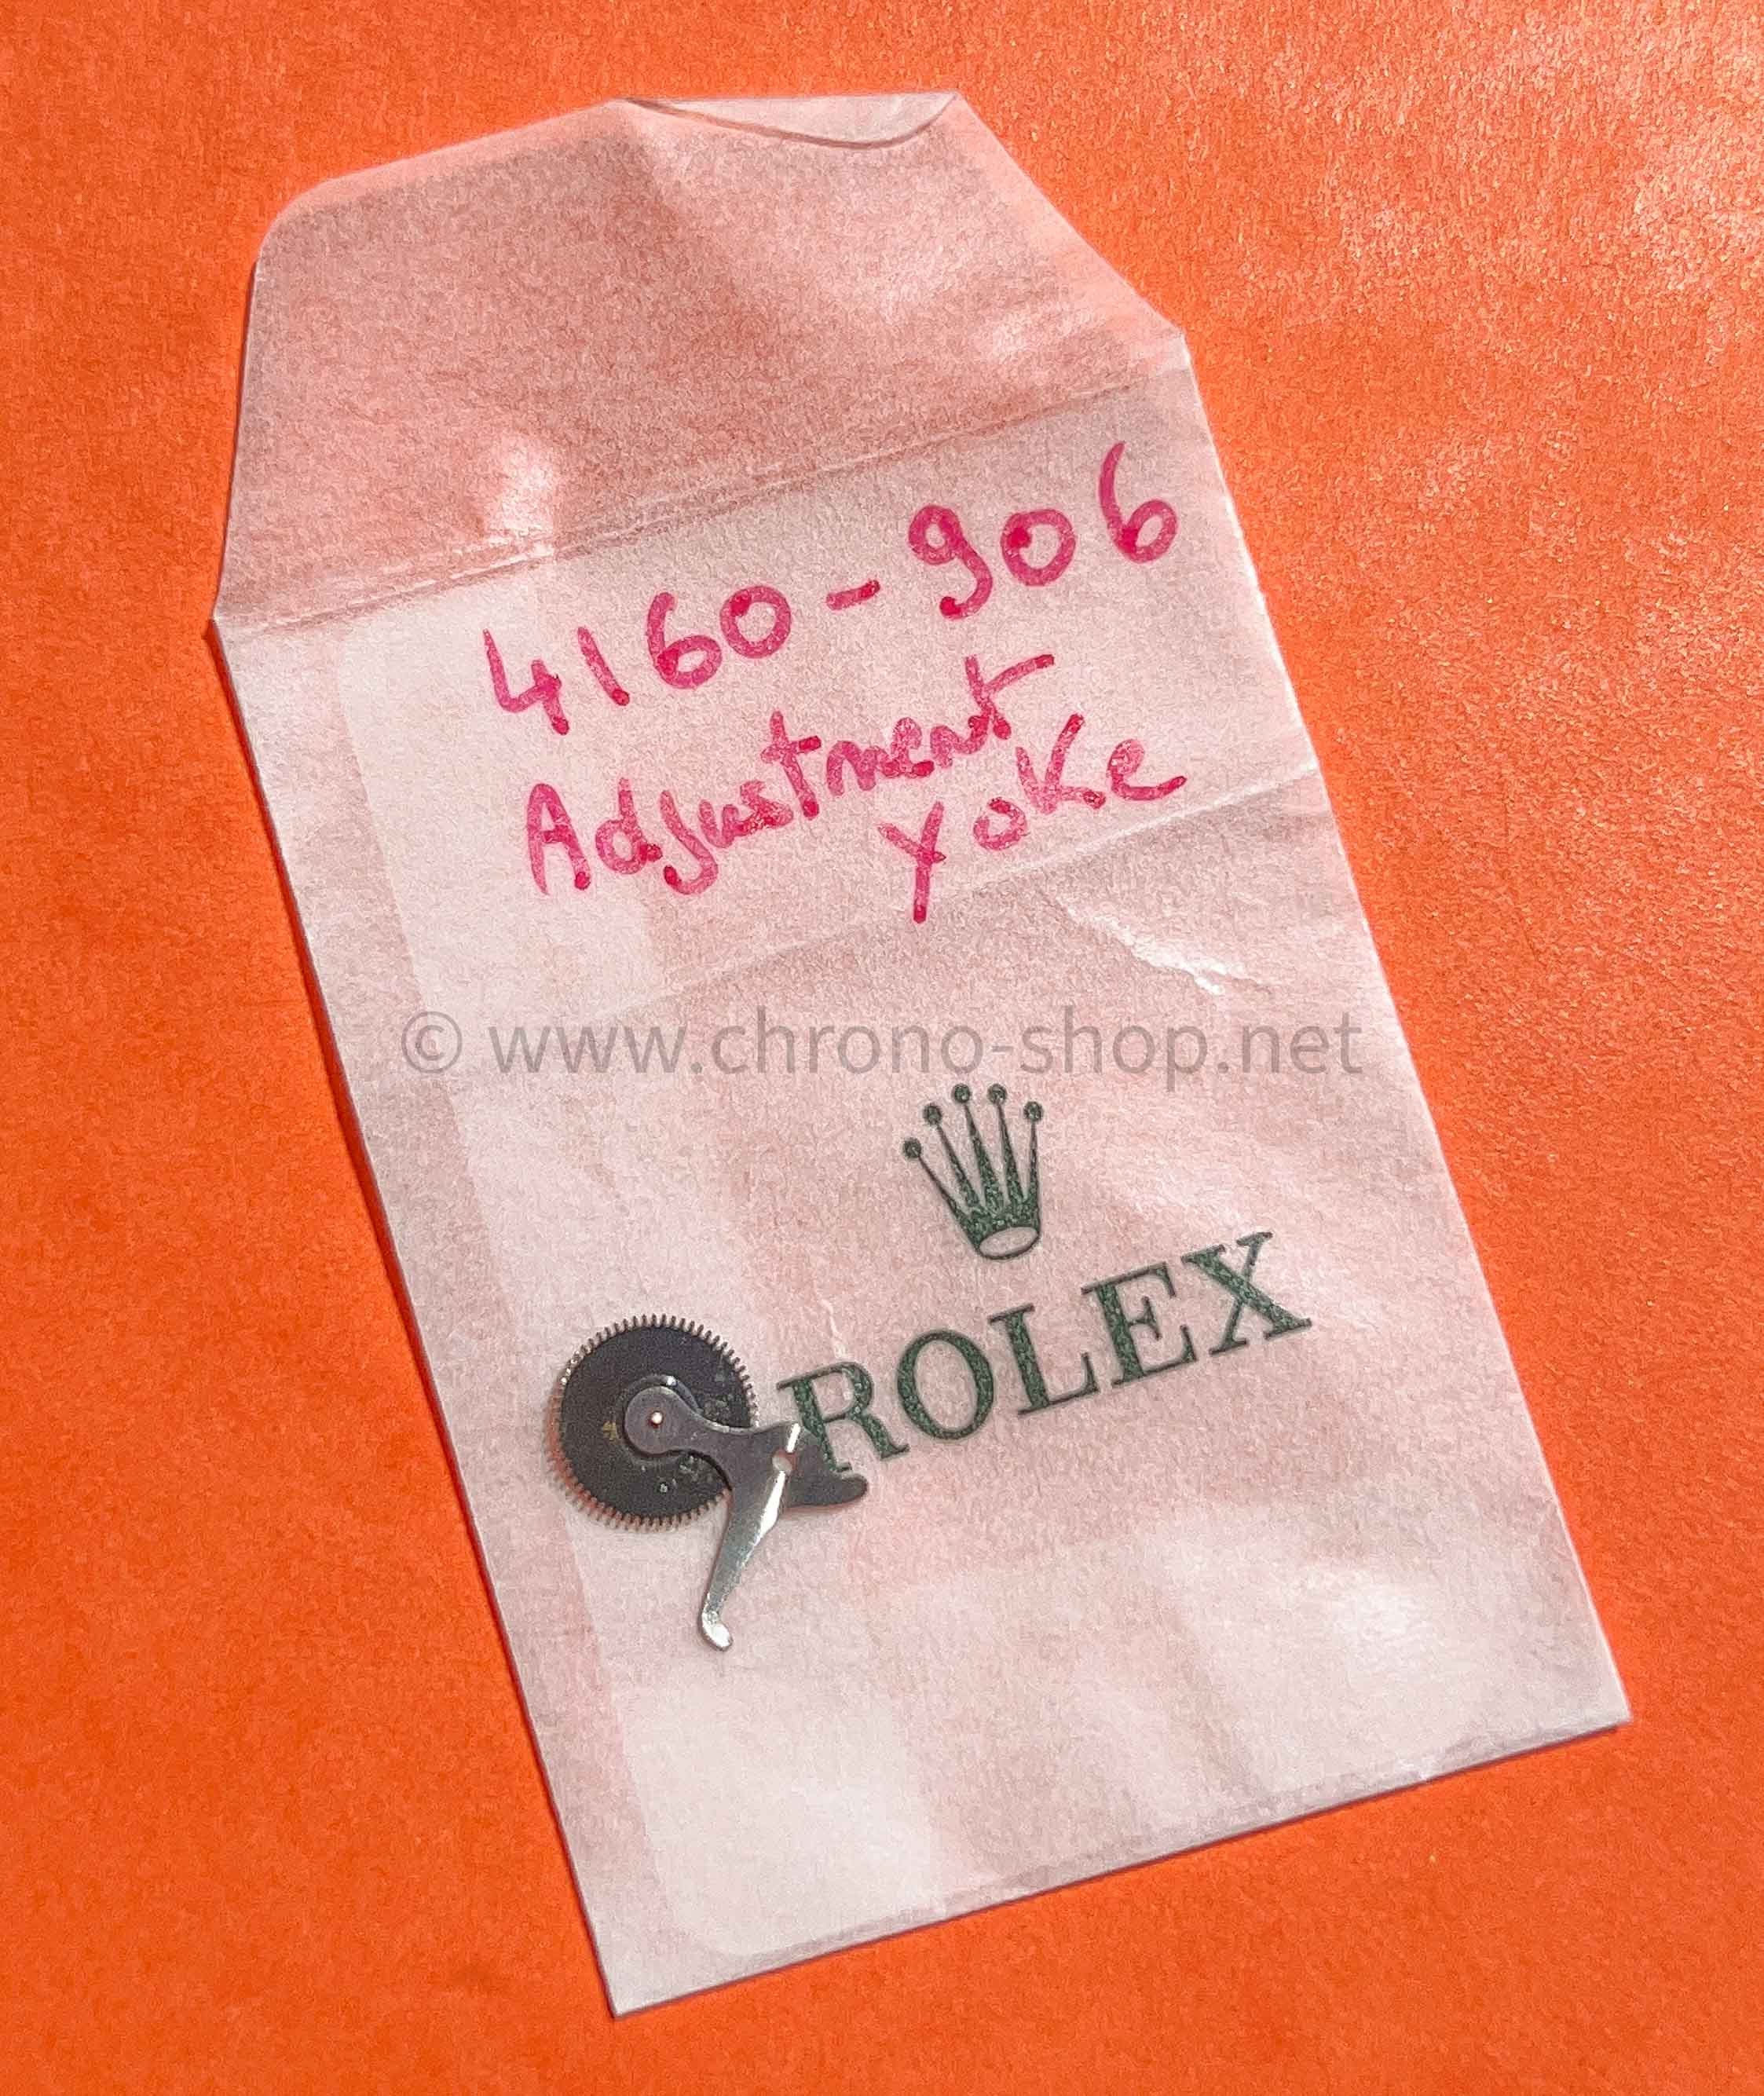 4160-906
Adjustment
Yoke
© www.chrono-shop.net
ROLEX